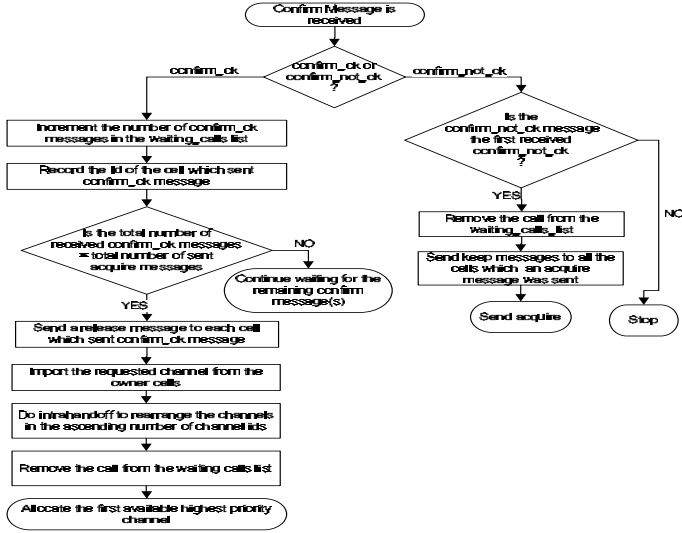 Confirm Message is
received
confirm_ok or
confirm_not_ok
?
confirm_ok
confirm_not_ok
Increment the number of confirm_ok
messages in the Waiting_calls list
Record the Id of the cell which sent
confirm_ok message
Is the total number of
received confirm_ok messages
= total number of sent
acquire messages
NO
Continue waiting for the
remaining confirm
message(s)
YES
Send a release message to each cell
which sent confirm_ok message
Import the requested channel from the
owner cells
Do intrahandoff to rearrange the channels
in the ascending number of channel ids
Remove the call from the waiting calls list
Allocate the first available highest priority
channel
Is the
confirm_not_ok message
the first received
confirm_not_ok
?
YES
NO
Remove the call from the
Waiting_calls_list
Send keep messages to all the
cells which an acquire
message was sent
Send acquire
Stop